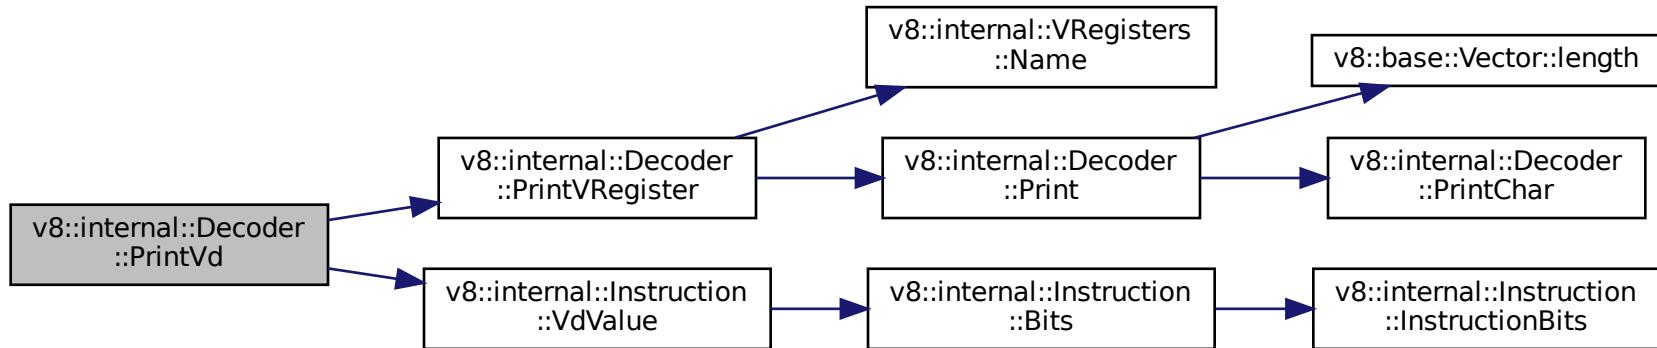 v8::internal::Decoder
::PrintVd
v8::internal::Decoder
::PrintVRegister
v8::internal::Instruction
::VdValue
v8::internal::VRegisters
::Name
v8::internal::Decoder
::Print
v8::internal::Instruction
::Bits
v8::base::Vector::length
v8::internal::Decoder
::PrintChar
v8::internal::Instruction
::InstructionBits